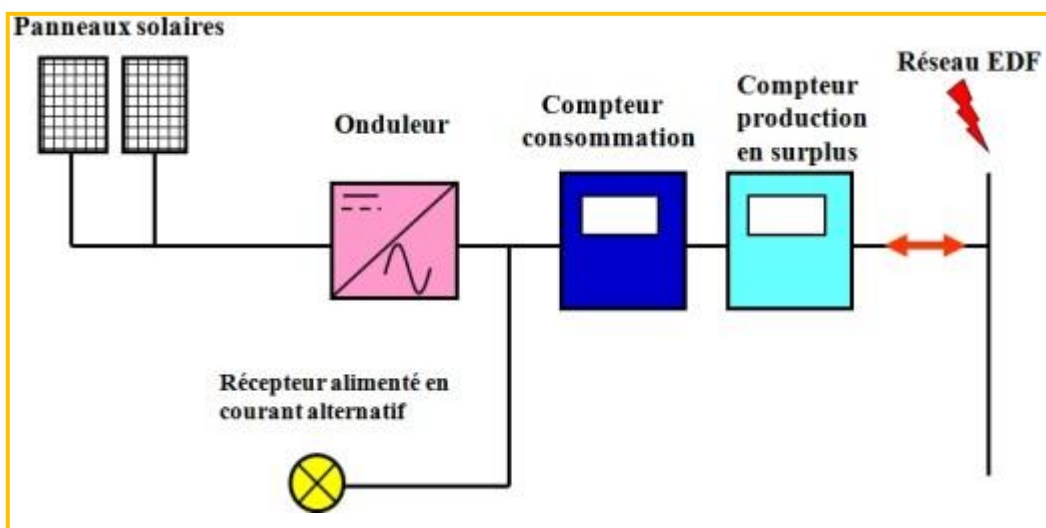 Panneaux solaires
Réseau EDF
Onduleur
Compteur
consommation
Compteur
production
en surplus
Récepteur alimenté en
courant alternatif